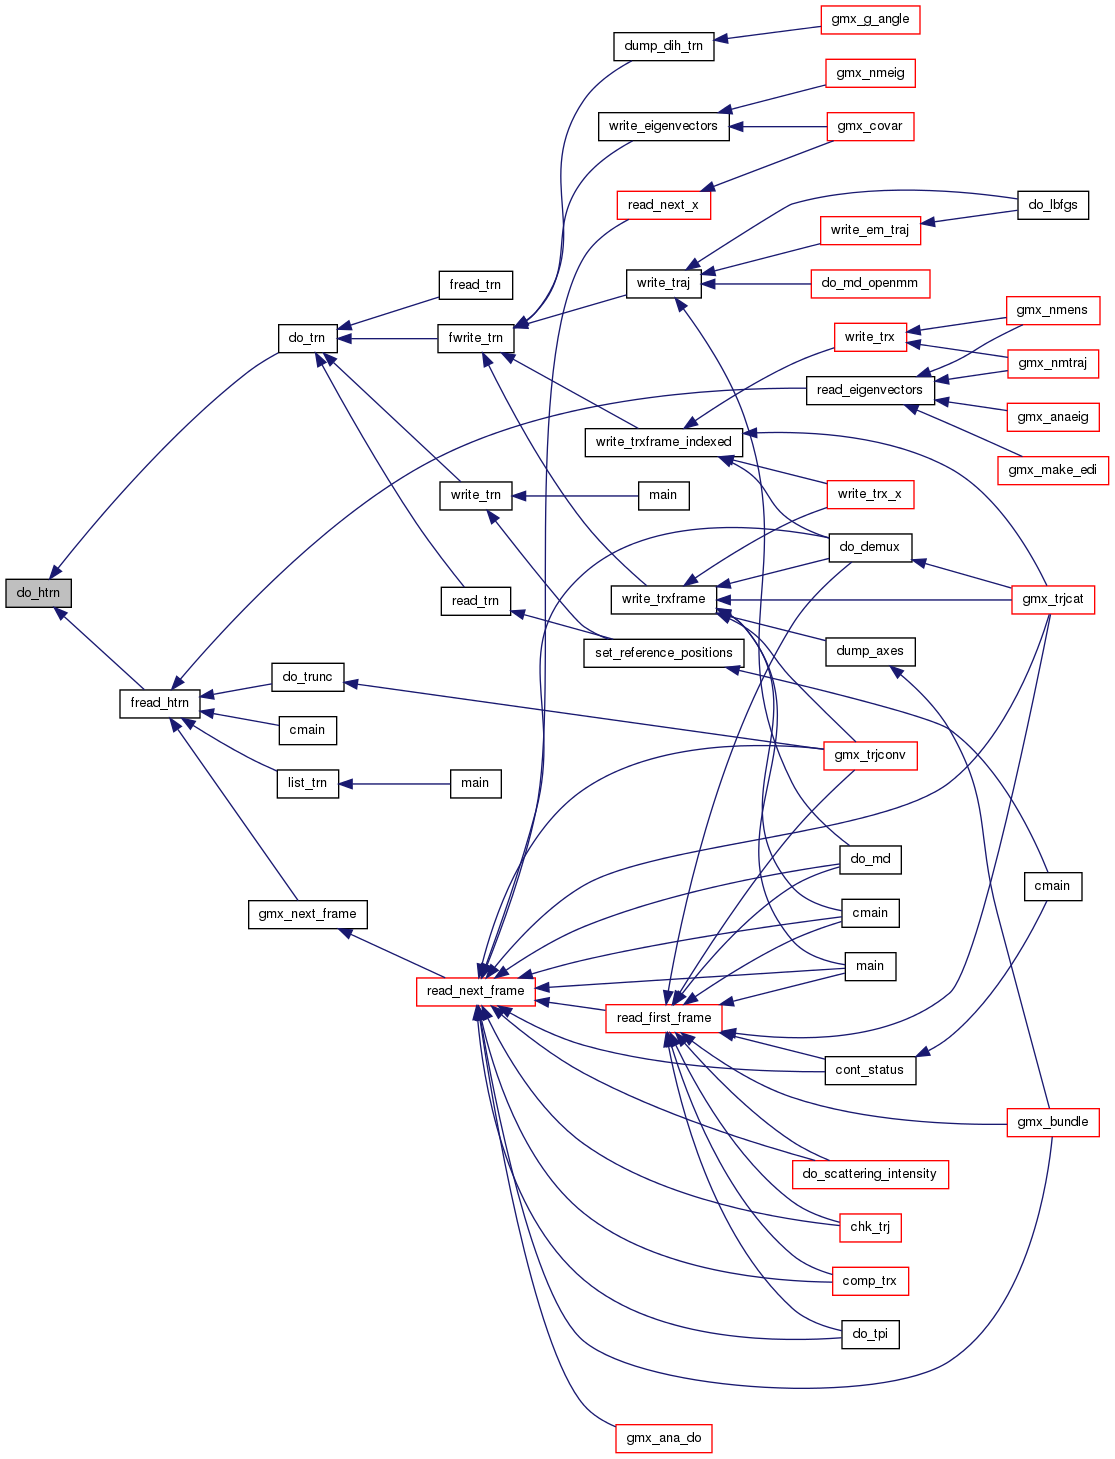 gmx_g_angle
dump_dih_trn
gmx_nmeig
write_eigenvectors
gmx_covar
read_next_x
do_lbfgs
write_em_traj
fread_trn
write_traj
do_md_openmm
gmx_nmens
do_trn
fwrite_trn
write_trx
gmx_nmtraj
read_eigenvectors
gmx_anaeig
write_trxframe_indexed
gmx_make_edi
write_trn
main
write_trx_x
do_demux
do_htrn
read_trn
write_trxframe
gmx_trjcat
set_reference_positions
dump_axes
do_trunc
fread_htrn
cmain
gmx_trjconv
list_trn
main
do_md
cmain
gmx_next_frame
cmain
main
read_next_frame
read_first_frame
cont_status
gmx_bundle
do_scattering_intensity
chk_trj
comp_trx
do_tpi
gmx_ana_do